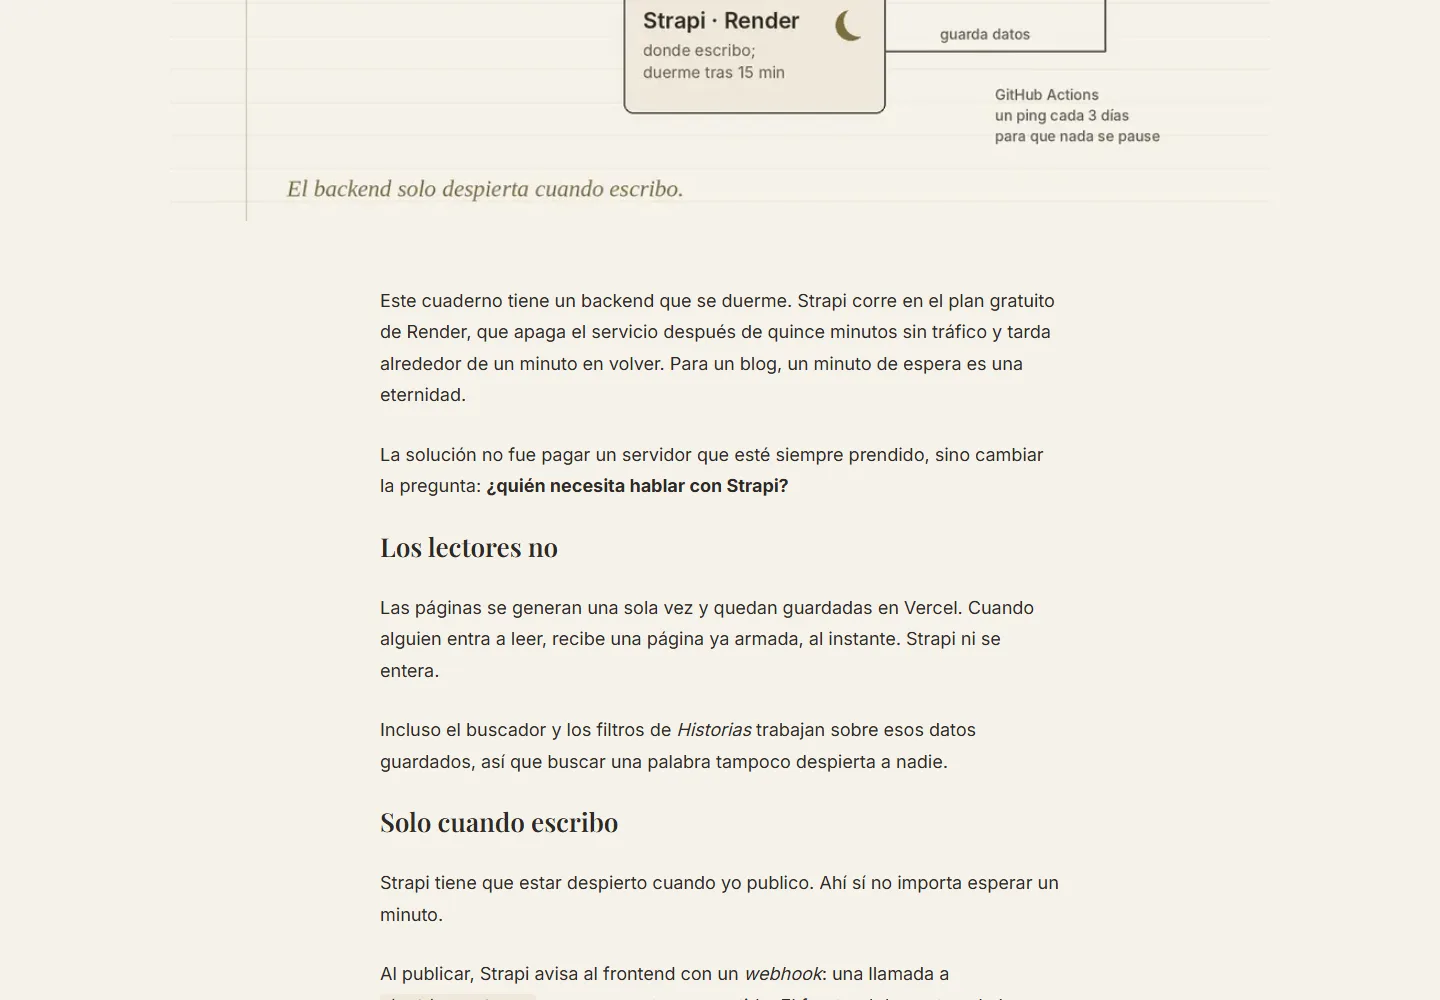 Strapi · Render
donde escribo;
duerme tras 15 min
guarda datos
GitHub Actions
un ping cada 3 días
para que nada se pause
El backend solo despierta cuando escribo.
Este cuaderno tiene un backend que se duerme. Strapi corre en el plan gratuito
de Render, que apaga el servicio después de quince minutos sin tráfico y tarda
alrededor de un minuto en volver. Para un blog, un minuto de espera es una
eternidad.
La solución no fue pagar un servidor que esté siempre prendido, sino cambiar
la pregunta: ¿quién necesita hablar con Strapi?
Los lectores no
Las páginas se generan una sola vez y quedan guardadas en Vercel. Cuando
alguien entra a leer, recibe una página ya armada, al instante. Strapi ni se
entera.
Incluso el buscador y los filtros de Historias trabajan sobre esos datos
guardados, así que buscar una palabra tampoco despierta a nadie.
Solo cuando escribo
Strapi tiene que estar despierto cuando yo publico. Ahí sí no importa esperar un
minuto.
Al publicar, Strapi avisa al frontend con un webhook: una llamada a